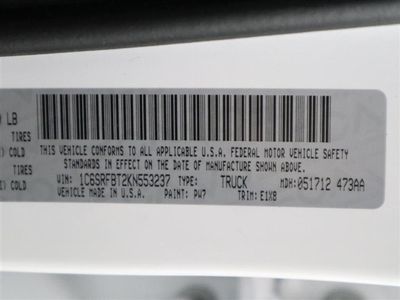 LB
TIRES
COLD
TIRES
COLD
THIS VEHICLE CONFORMS TO ALL APPLICABLE U.S.A. FEDERAL MOTOR VEHICLE SAFETY
STANDARDS IN EFFECT ON THE DATE OF MANUFACTURE SHOWN ABOVE.
VIN: 1C6SRFBT2KN553237 TYPE: TRUCK MDH: 051712 473AA
VEHICLE MADE IN U.S.A. PAINT: PW7 TRIM: E1X8